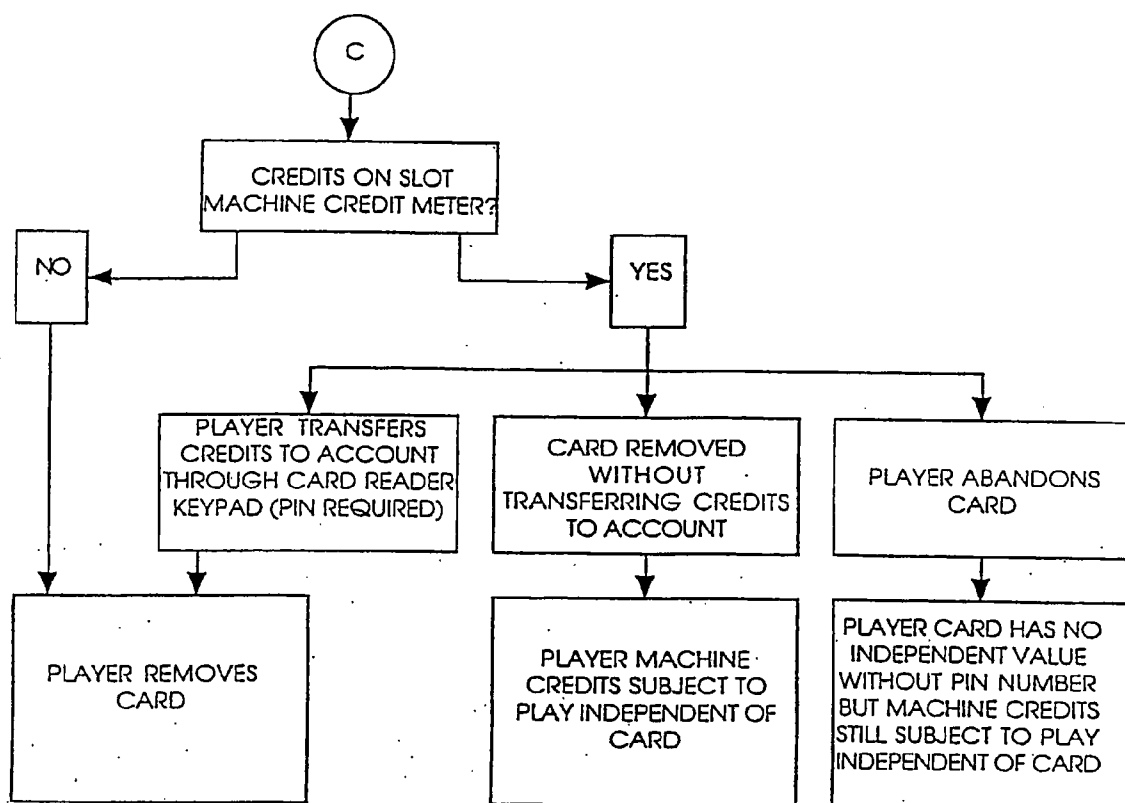 C
CREDITS ON SLOT
MACHINE CREDIT METER?
NO
YES
PLAYER TRANSFERS
CREDITS TO ACCOUNT
THROUGH CARD READER
KEYPAD (PIN REQUIRED)
CARD REMOVED
WITHOUT
TRANSFERRING CREDITS
TO ACCOUNT
PLAYER ABANDONS
CARD
PLAYER REMOVES
CARD
PLAYER MACHINE
CREDITS SUBJECT TO
PLAY INDEPENDENT OF
CARD
PLAYER CARD HAS NO
INDEPENDENT VALUE
WITHOUT PIN NUMBER
BUT MACHINE CREDITS
STILL SUBJECT TO PLAY
INDEPENDENT OF CARD